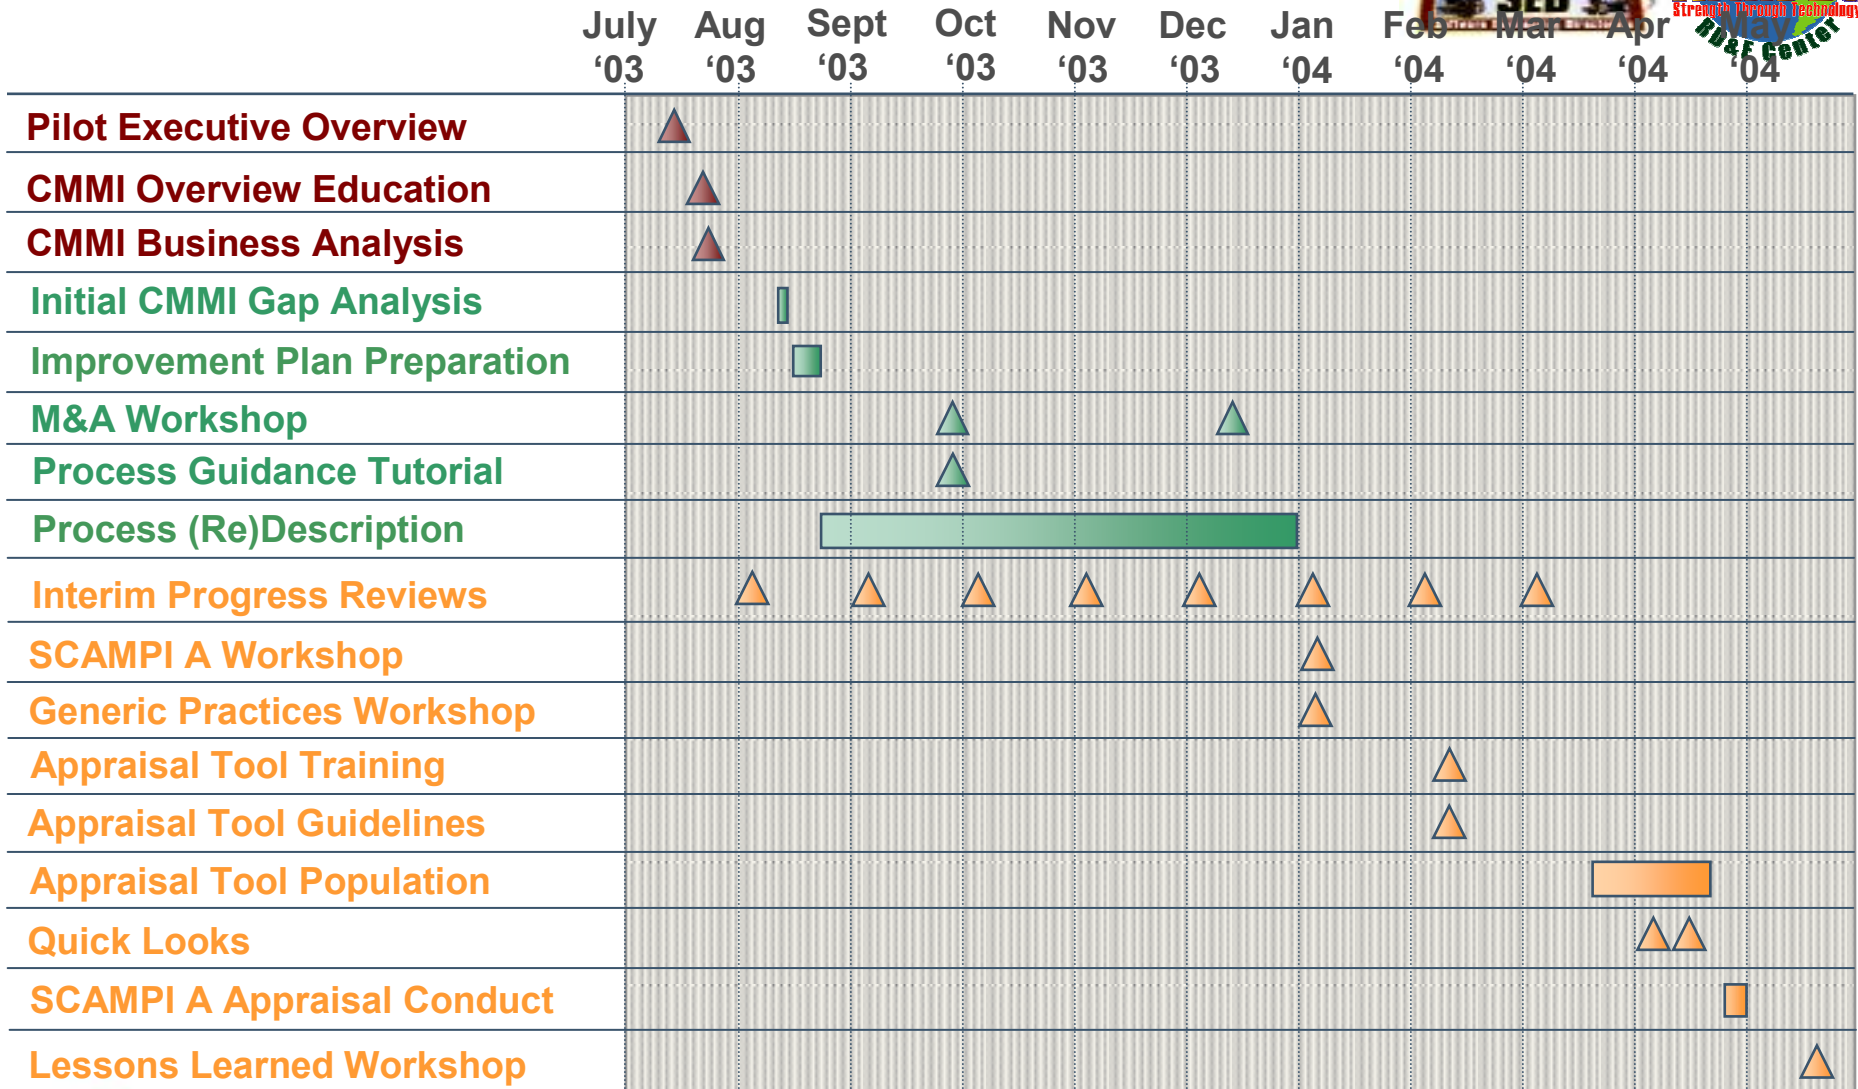 July Aug Sept Oct Nov Dec Jan Feb Mar Apr May
‘03 ‘03 ‘03 ‘03 ‘03 ‘03 ‘04 ‘04 ‘04 ‘04 ‘04
SED
Strength Through Technology
RD&E Center
Pilot Executive Overview
CMMI Overview Education
CMMI Business Analysis
Initial CMMI Gap Analysis
Improvement Plan Preparation
M&A Workshop
Process Guidance Tutorial
Process (Re)Description
Interim Progress Reviews
SCAMPI A Workshop
Generic Practices Workshop
Appraisal Tool Training
Appraisal Tool Guidelines
Appraisal Tool Population
Quick Looks
SCAMPI A Appraisal Conduct
Lessons Learned Workshop